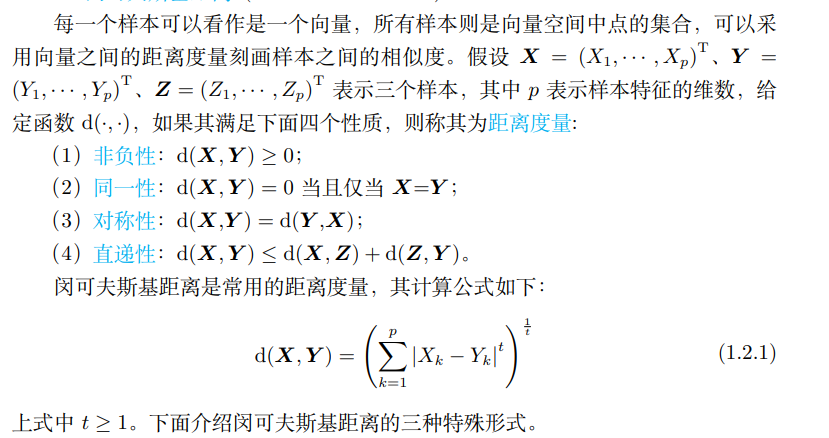 每一个样本可以看作是一个向量，所有样本则是向量空间中点的集合，可以采
用向量之间的距离度量刻画样本之间的相似度。假设 X = (X₁,⋯,Xₚ)ᵀ、Y =
(Y₁,⋯,Yₚ)ᵀ、Z = (Z₁,⋯,Zₚ)ᵀ 表示三个样本，其中 p 表示样本特征的维数，给
定函数 d(·,·)，如果其满足下面四个性质，则称其为距离度量：
（1）非负性：d(X,Y) ≥ 0；
（2）同一性：d(X,Y) = 0 当且仅当 X=Y；
（3）对称性：d(X,Y) = d(Y,X)；
（4）直递性：d(X,Y) ≤ d(X,Z) + d(Z,Y)。
闵可夫斯基距离是常用的距离度量，其计算公式如下：
d(X,Y) = (∑_{k=1}^{p} |X_k − Y_k|^t)^{1/t} (1.2.1)
上式中 t ≥ 1。下面介绍闵可夫斯基距离的三种特殊形式。